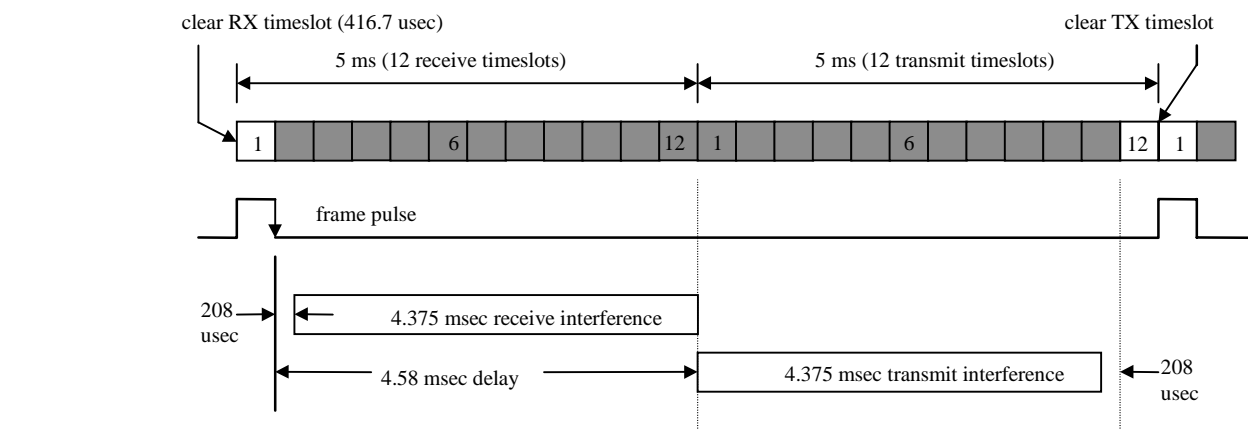 clear RX timeslot (416.7 usec)
clear TX timeslot
5 ms (12 receive timeslots)
5 ms (12 transmit timeslots)
1 6 12 1 6 12 1
frame pulse
208
usec
4.375 msec receive interference
4.58 msec delay
4.375 msec transmit interference
208
usec